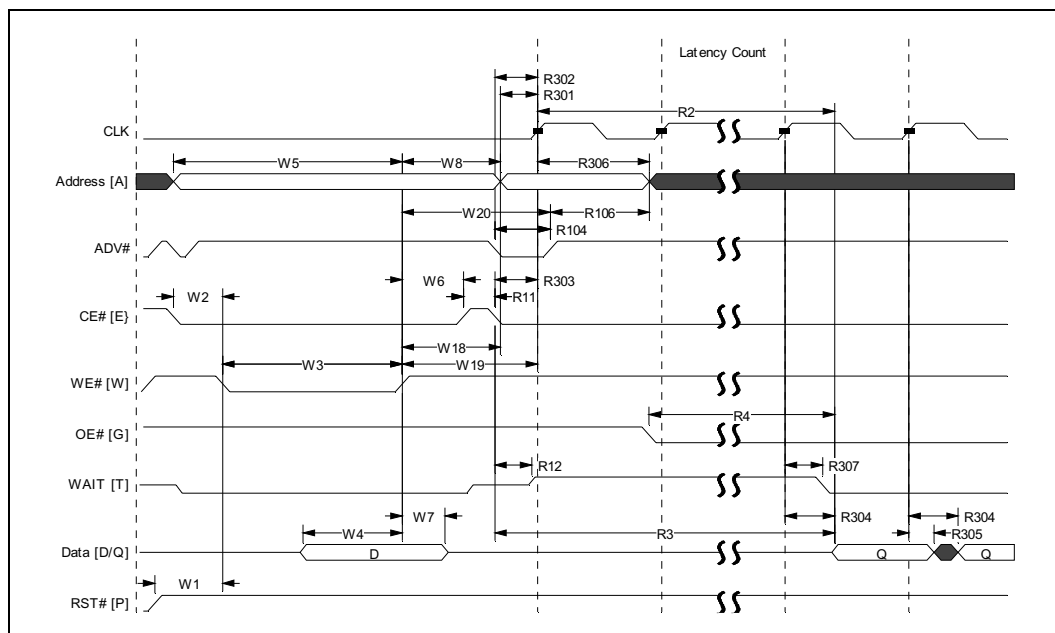 Latency Count
R302
R301
R2
CLK
W5
W8
R306
Address [A]
W20
R106
R104
ADV#
W6
R303
W2
R11
CE# [E}
W18
W3
W19
WE# [W]
R4
OE# [G]
R12
R307
WAIT [T]
W7
R304
R304
W4
R3
R305
Data [D/Q]
D
Q
Q
W1
RST# [P]